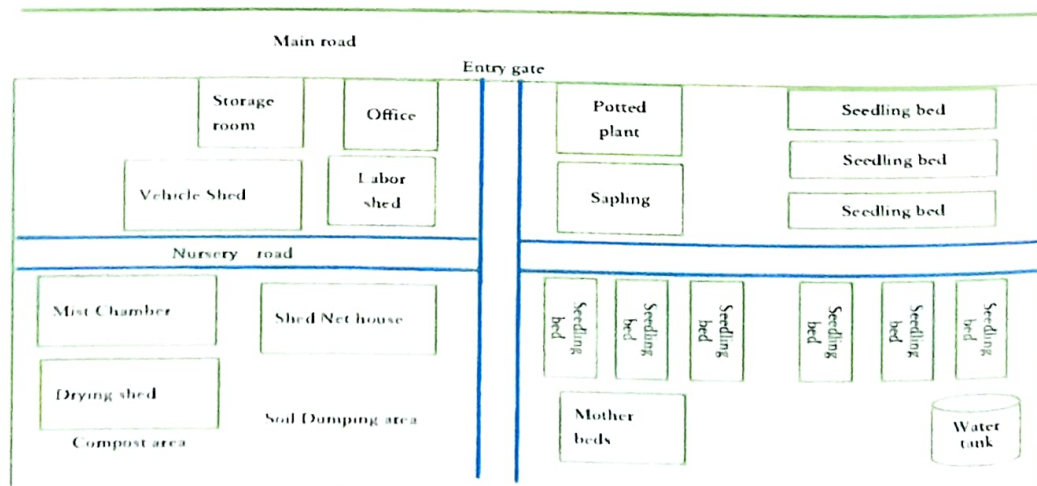 Main road
Entry gate
Storage
room
Office
Potted
plant
Seedling bed
Vehicle Shed
Labor
shed
Sapling
Seedling bed
Seedling bed
Nursery road
Mist Chamber
Shed Net house
Seedling
bed
Seedling
bed
Seedling
bed
Seedling
bed
Seedling
bed
Seedling
bed
Drying shed
Soil Dumping area
Compost area
Mother
beds
Water
tank